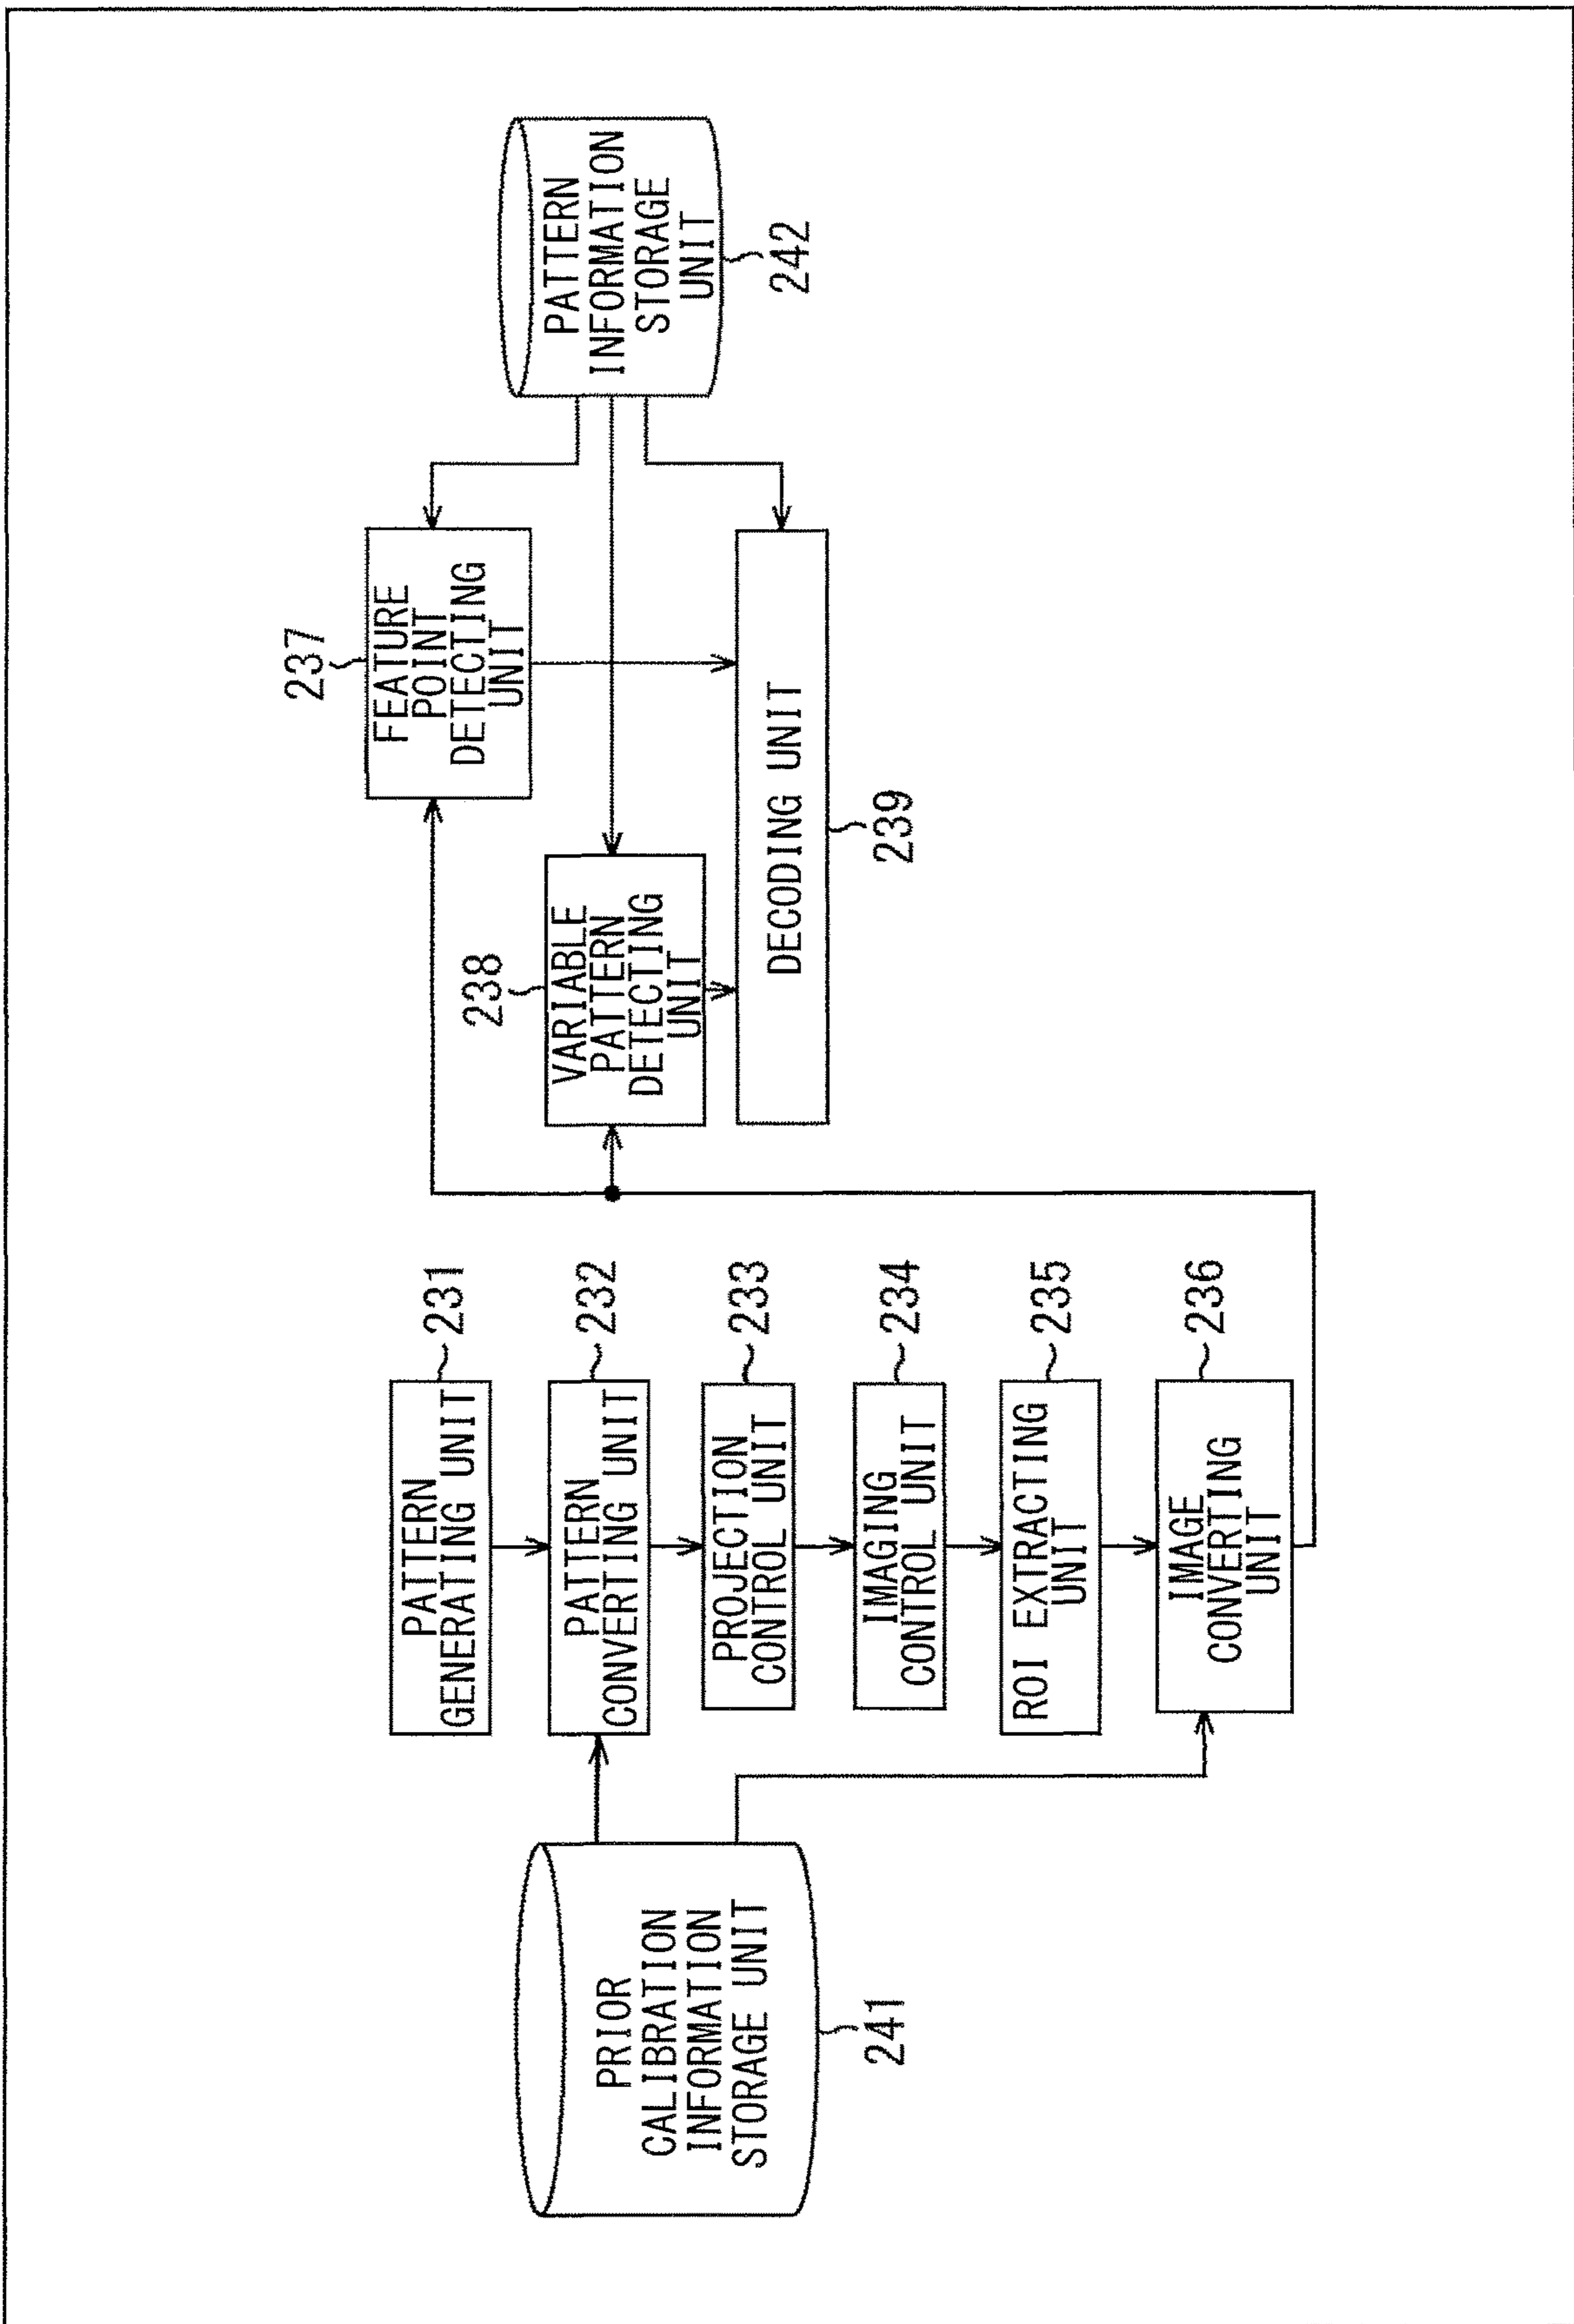 PRIOR
CALIBRATION
INFORMATION
STORAGE UNIT
241
PATTERN
GENERATING UNIT
231
PATTERN
CONVERTING UNIT
232
PROJECTION
CONTROL UNIT
233
IMAGING
CONTROL UNIT
234
ROI EXTRACTING
UNIT
235
IMAGE
CONVERTING
UNIT
236
237
FEATURE
POINT
DETECTING
UNIT
238
VARIABLE
PATTERN
DETECTING
UNIT
DECODING UNIT
239
PATTERN
INFORMATION
STORAGE
UNIT
242